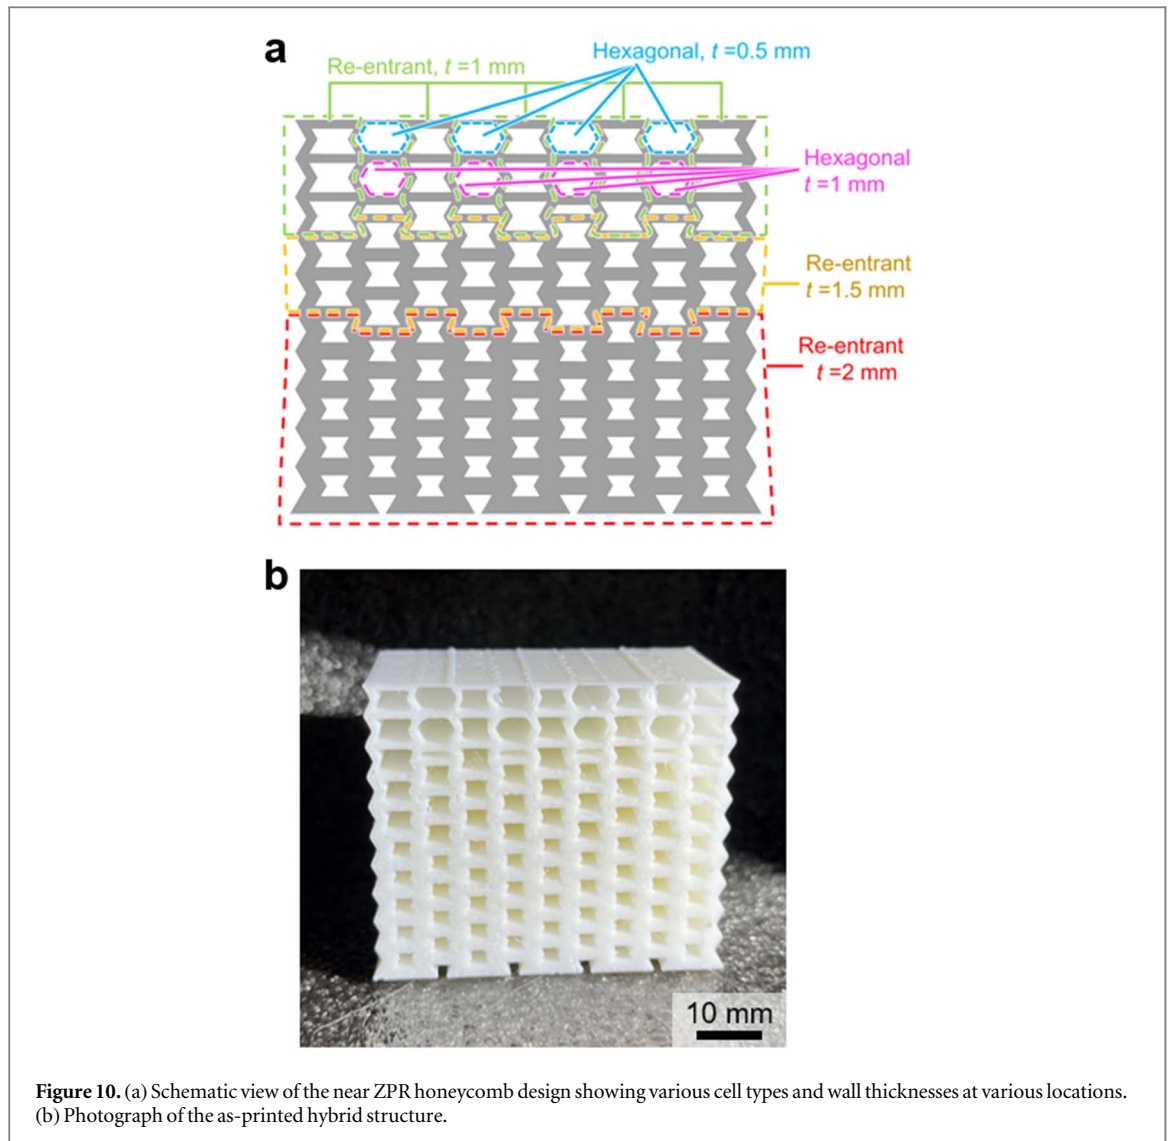 a
Hexagonal, t =0.5 mm
Re-entrant, t =1 mm
Hexagonal
t =1 mm
Re-entrant
t =1.5 mm
Re-entrant
t =2 mm
b
10 mm
Figure 10. (a) Schematic view of the near ZPR honeycomb design showing various cell types and wall thicknesses at various locations.
(b) Photograph of the as-printed hybrid structure.